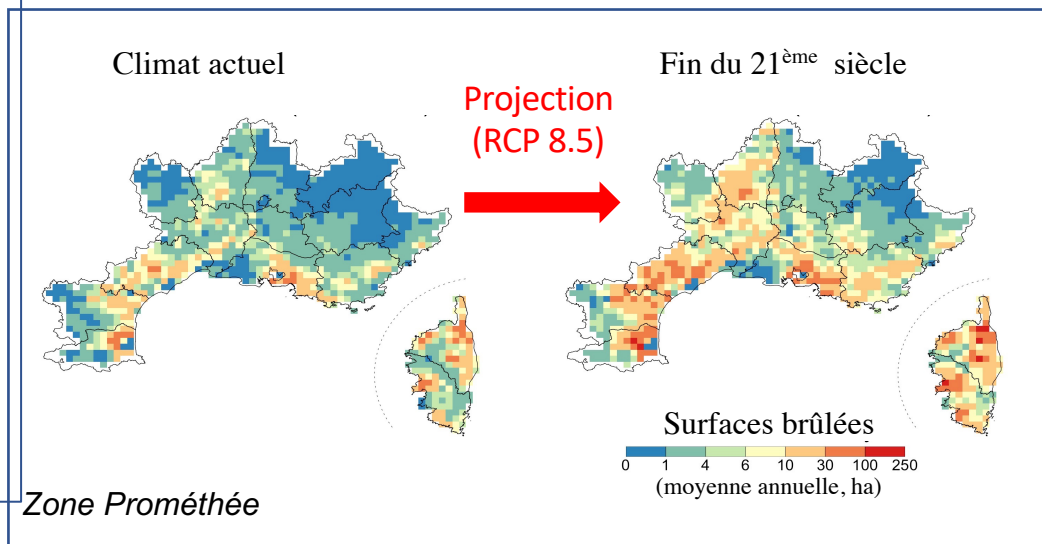 Climat actuel
Fin du 21ème siècle
Projection
(RCP 8.5)
Surfaces brûlées
0 1 4 6 10 30 100 250
(moyenne annuelle, ha)
Zone Prométhée